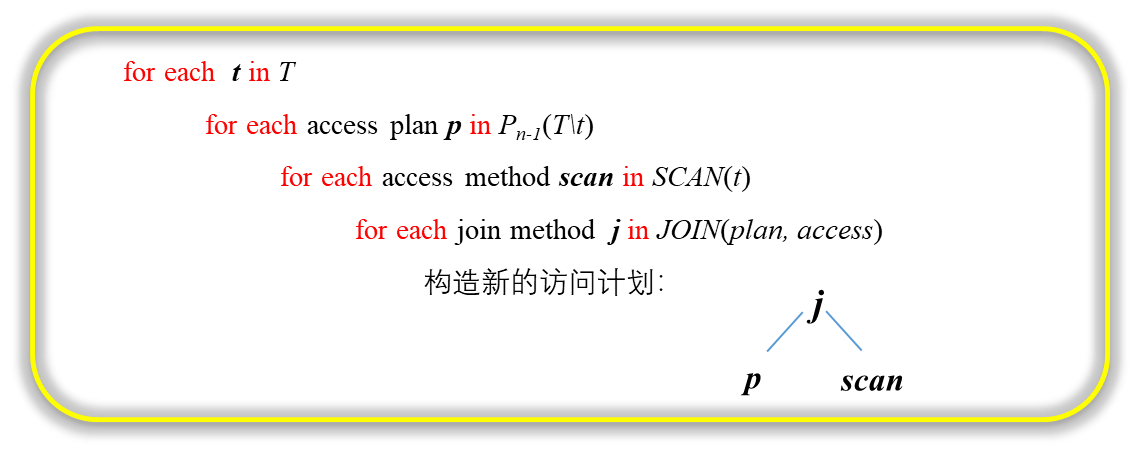 for each t in T
for each access plan p in Pn-1(T\t)
for each access method scan in SCAN(t)
for each join method j in JOIN(plan, access)
构造新的访问计划：
j
p scan